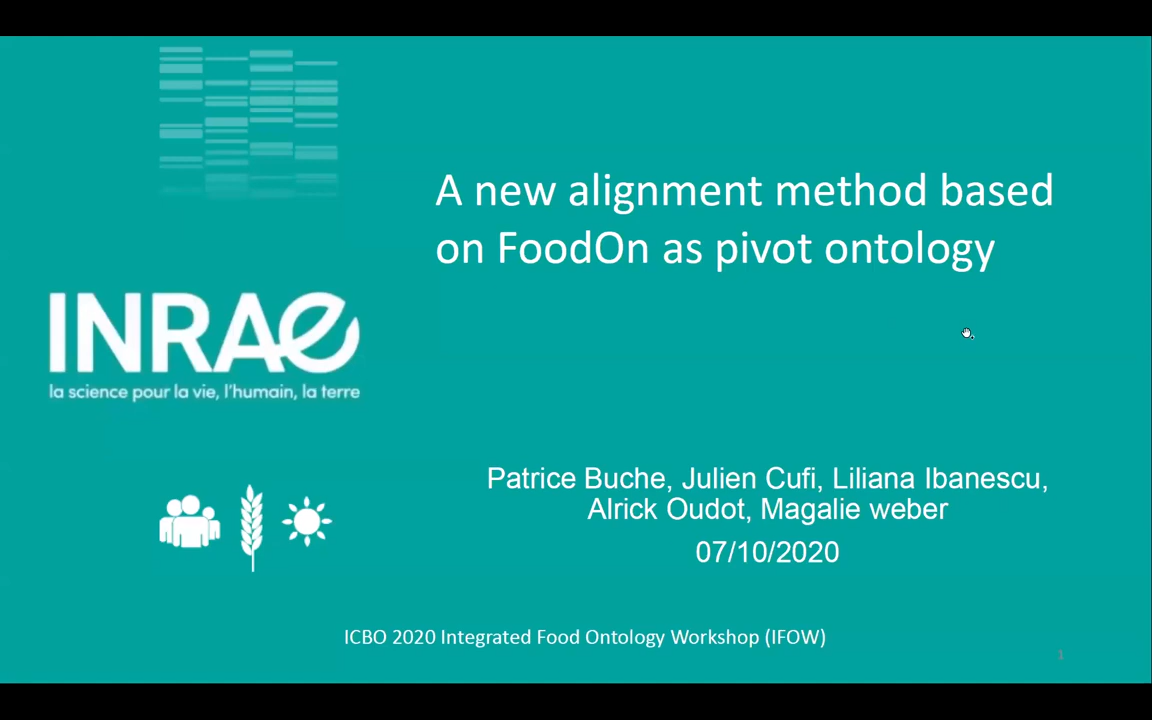 A new alignment method based
on FoodOn as pivot ontology
INRAE
la science pour la vie, l'humain, la terre
Patrice Buche, Julien Cufi, Liliana Ibanescu,
Alrick Oudot, Magalie weber
07/10/2020
ICBO 2020 Integrated Food Ontology Workshop (IFOW)
1